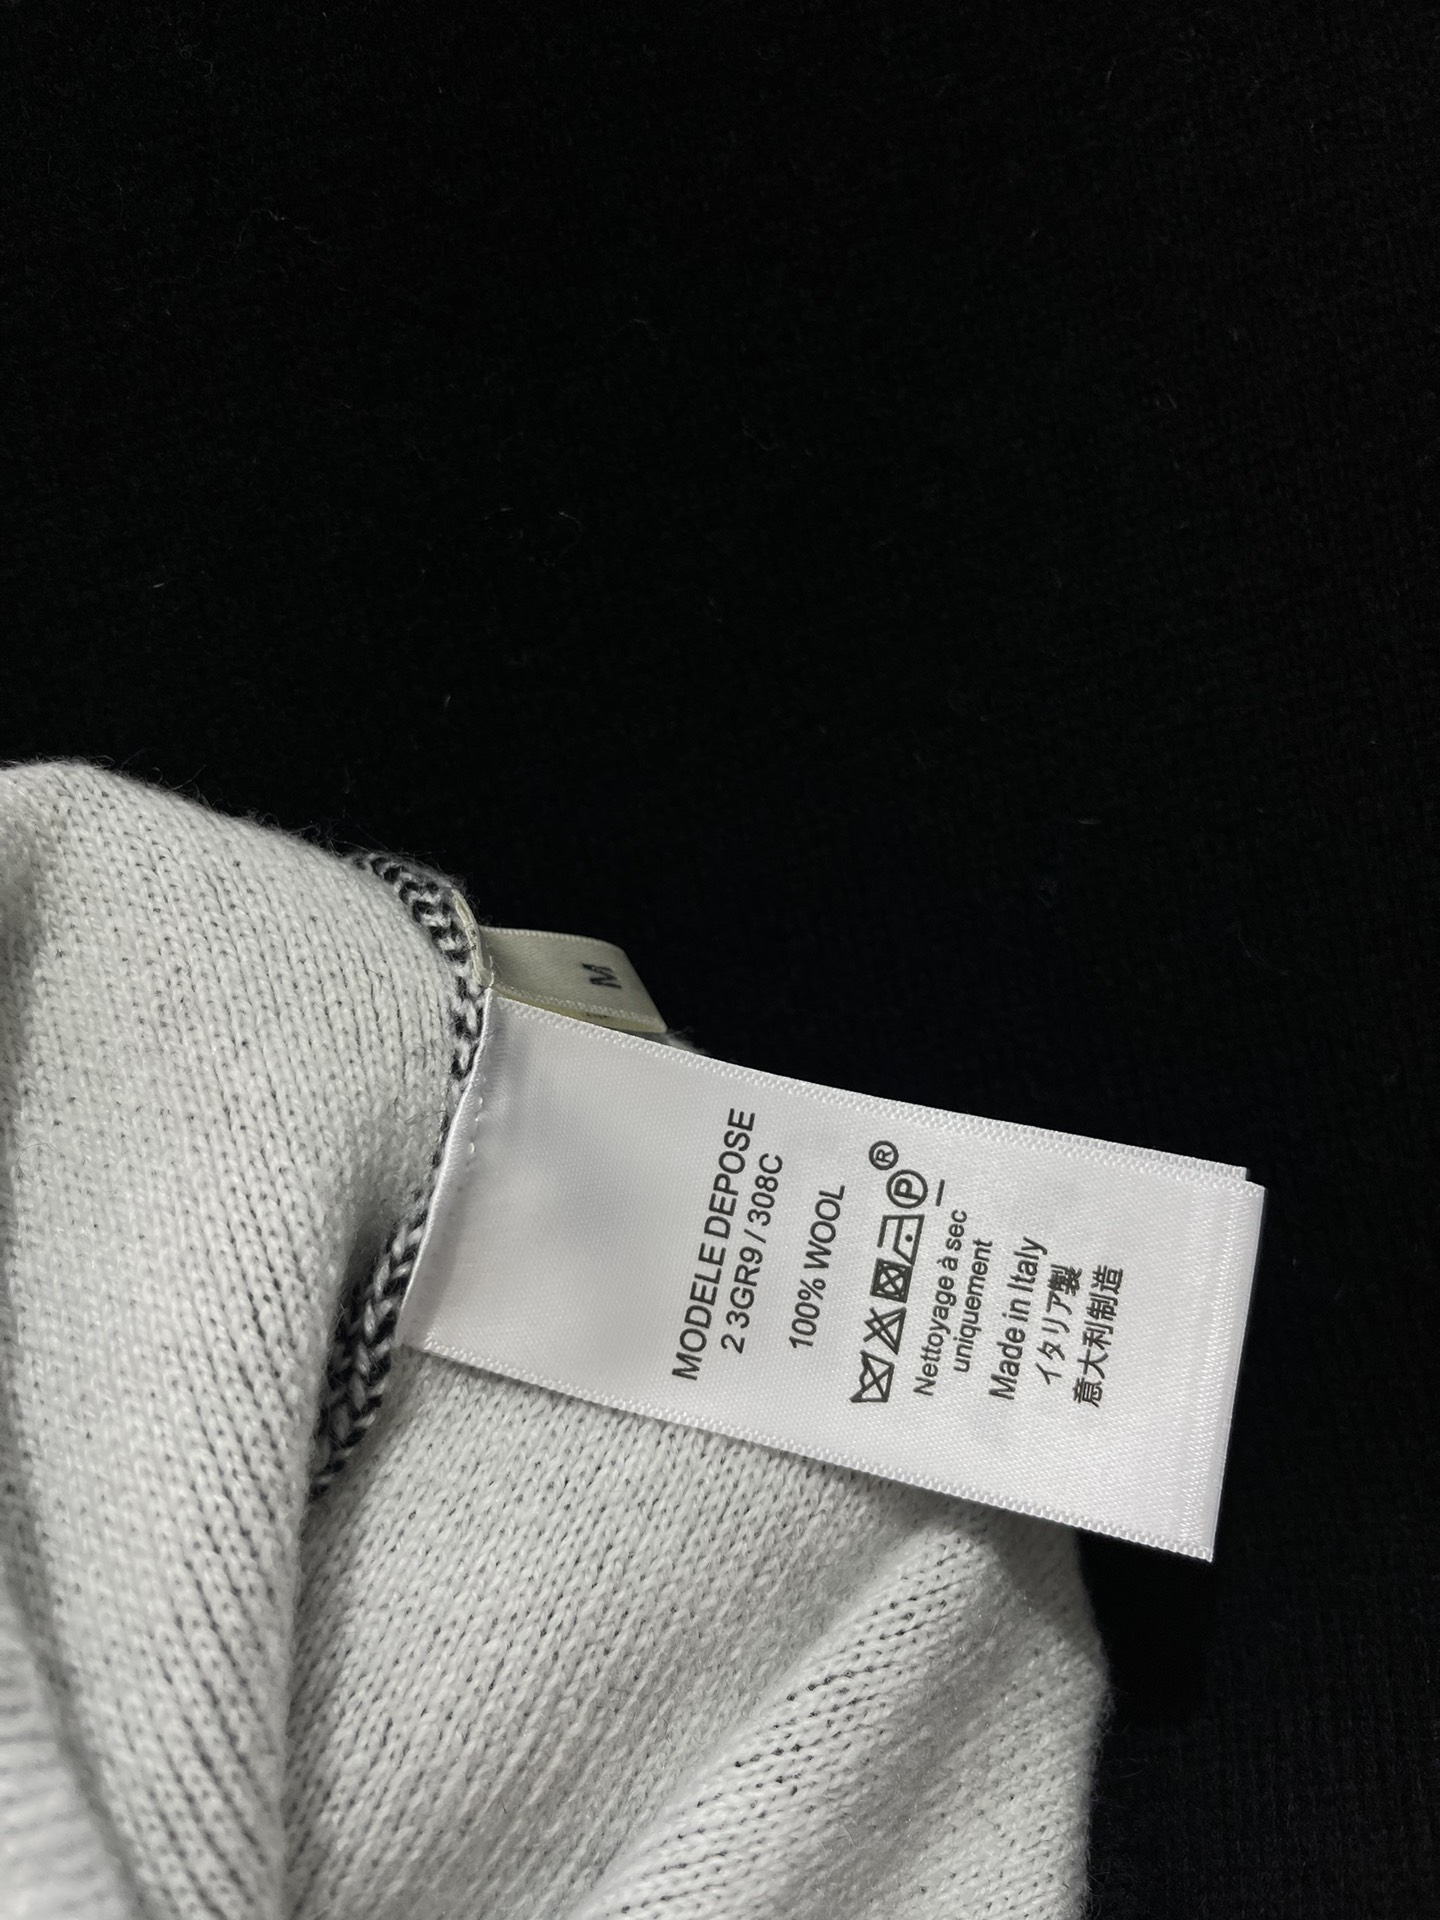 M
MODELE DEPOSE
2 3GR9 / 308C
100% WOOL
P ®
Nettoyage à sec
uniquement
Made in Italy
イタリア製
意大利制造